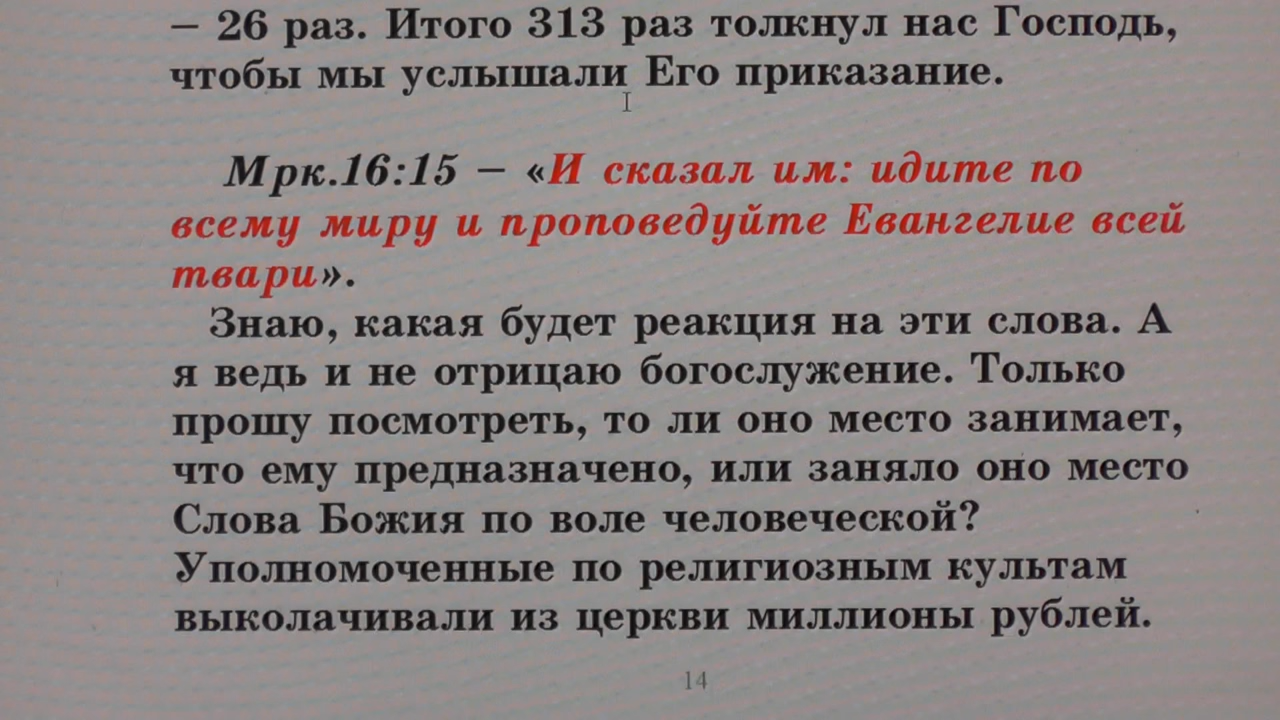 – 26 раз. Итого 313 раз толкнул нас Господь,
чтобы мы услышали Его приказание.
Мрк.16:15 – «И сказал им: идите по
всему миру и проповедуйте Евангелие всей
твари».
Знаю, какая будет реакция на эти слова. А
я ведь и не отрицаю богослужение. Только
прошу посмотреть, то ли оно место занимает,
что ему предназначено, или заняло оно место
Слова Божия по воле человеческой?
Уполномоченные по религиозным культам
выколачивали из церкви миллионы рублей.
14